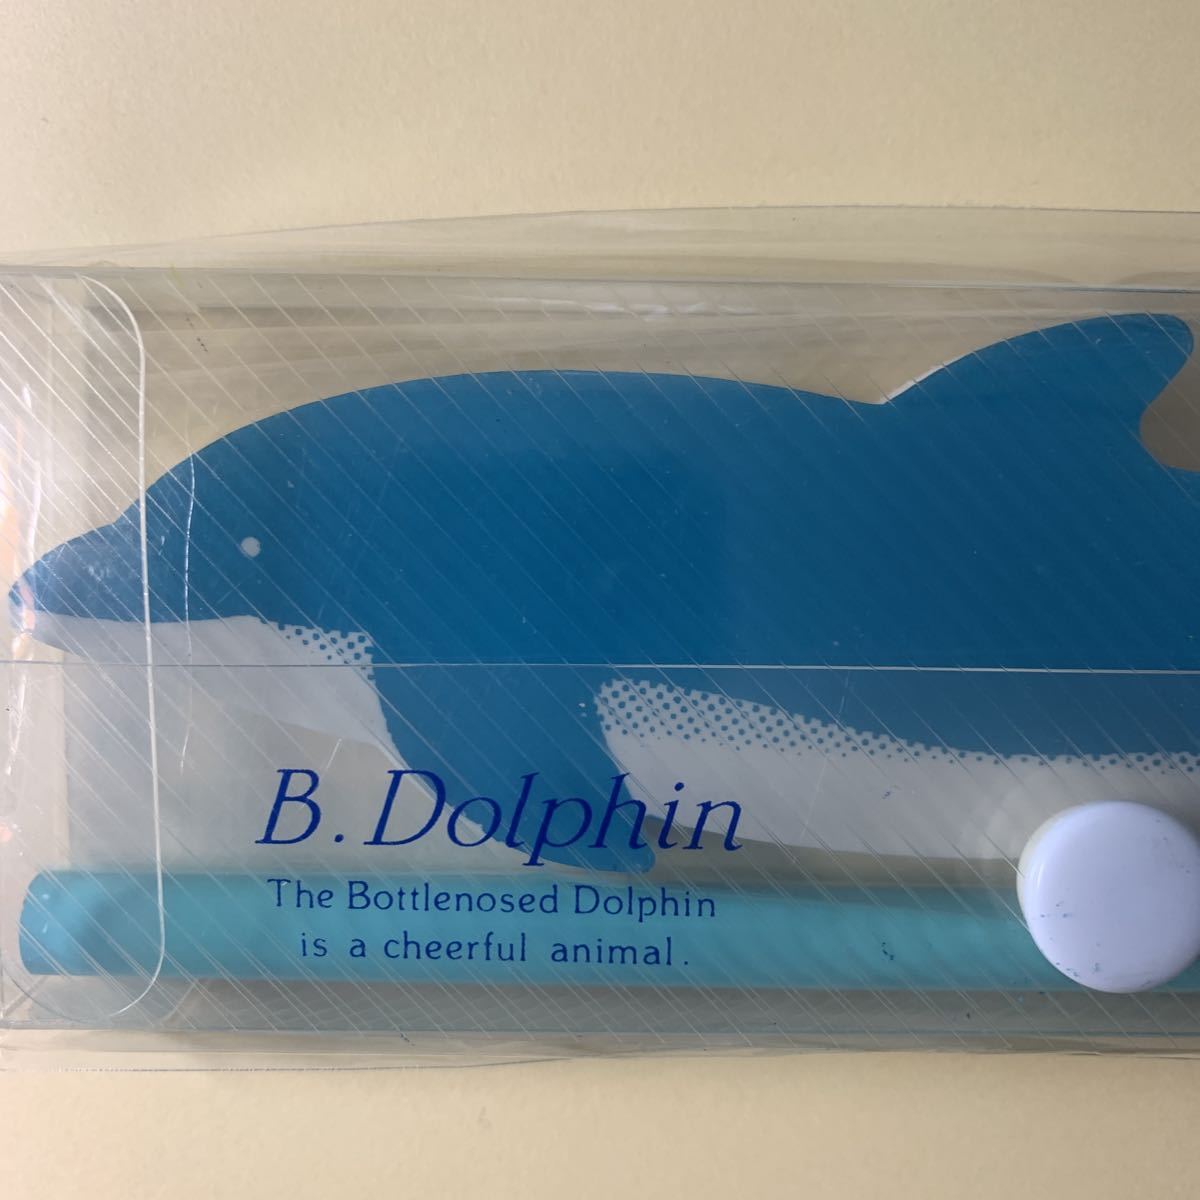 B. Dolphin
The Bottlenosed Dolphin
is a cheerful animal.